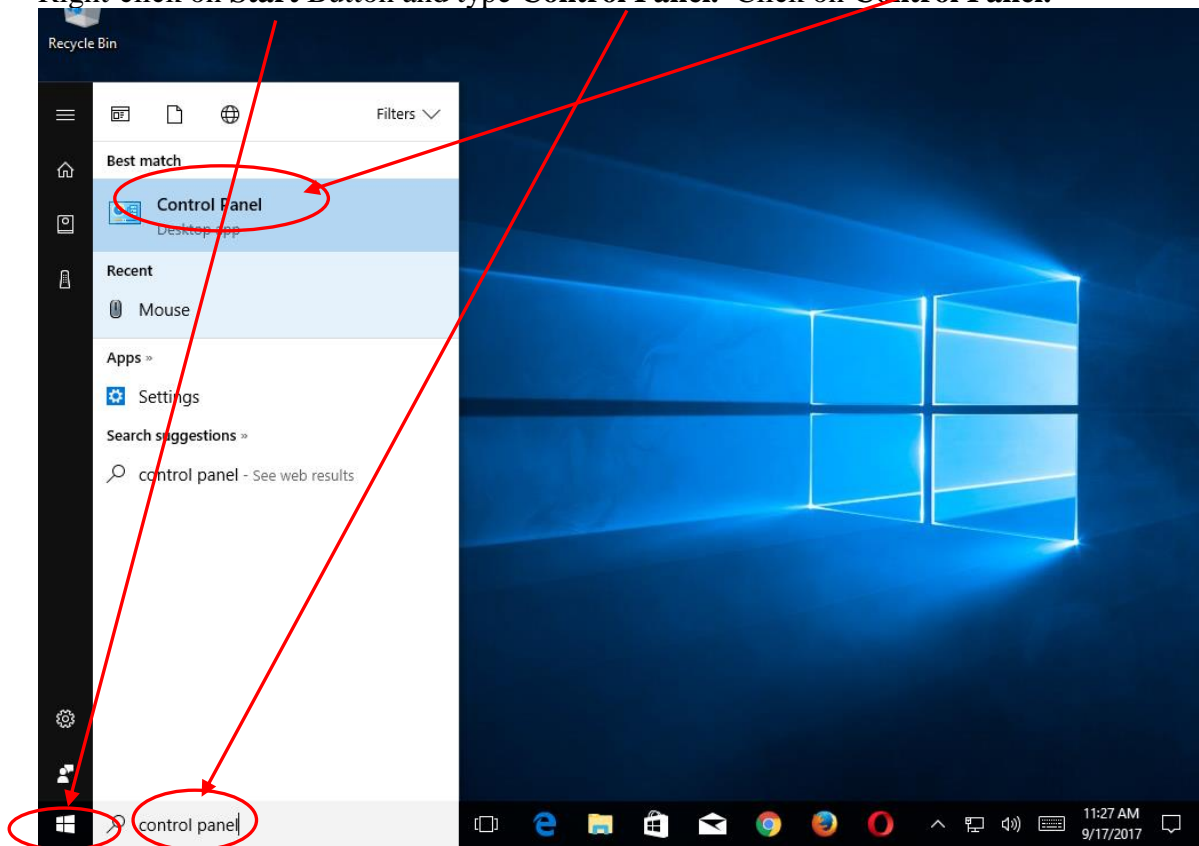 Right-click on Start Button and type Control Panel. Click on Control Panel.
Recycle Bin
Filters
Best match
Control Panel
Desktop app
Recent
Mouse
Apps »
Settings
Search suggestions »
control panel - See web results
control panel
11:27 AM
9/17/2017